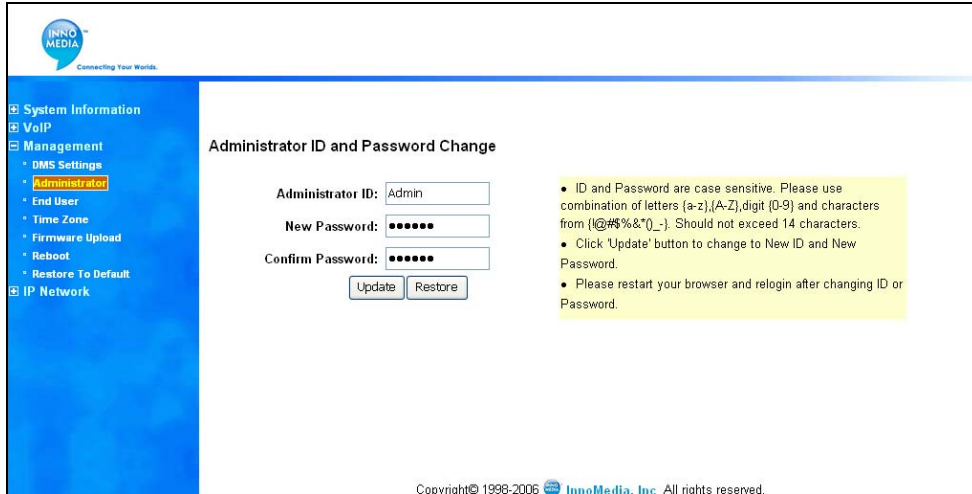 INNO
MEDIA
Connecting Your Worlds.
System Information
VoIP
Management
DMS Settings
Administrator
End User
Time Zone
Firmware Upload
Reboot
Restore To Default
IP Network
Administrator ID and Password Change
Administrator ID: Admin
New Password: ●●●●●●
Confirm Password: ●●●●●●
Update Restore
● ID and Password are case sensitive. Please use
combination of letters {a-z},{A-Z},digit {0-9} and characters
from {!@#$%&*()_-}. Should not exceed 14 characters.
● Click 'Update' button to change to New ID and New
Password.
● Please restart your browser and relogin after changing ID or
Password.
Copyright© 1998-2006 InnoMedia, Inc. All rights reserved.